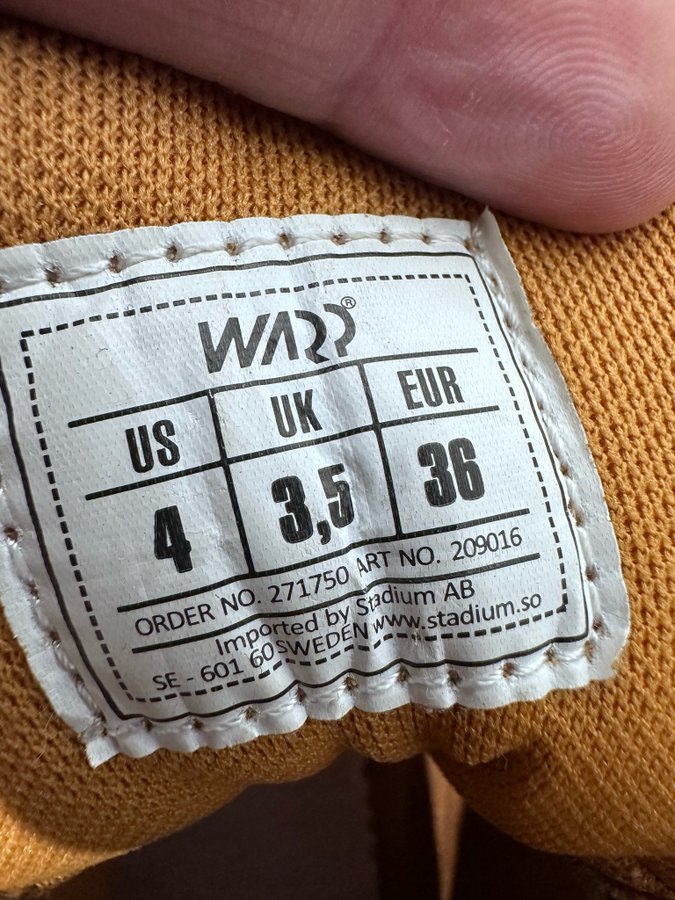 WARP®
US UK EUR
4 3,5 36
ORDER NO. 271750 ART NO. 209016
Imported by Stadium AB
SE - 601 60 SWEDEN www.stadium.so